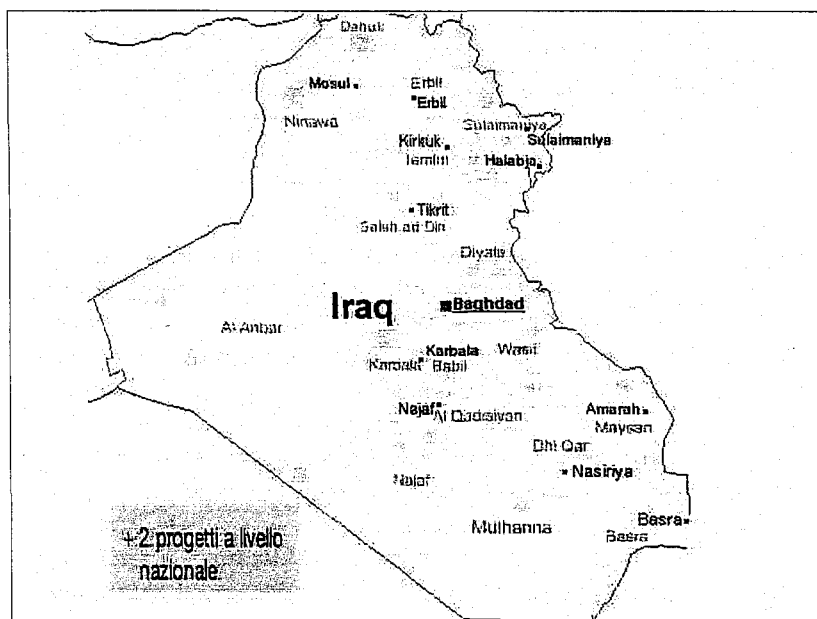 Dahuk
Mosul
Erbil
Erbil
Ninawa
Sulaimaniya
Sulaimaniya
Kirkuk
Tamim
Halabja
Tikrit
Salah ad Din
Diyala
Iraq
Baghdad
Al Anbar
Karbala
Wasit
Karbala
Babil
Najaf
Al Qadisiyah
Amarah
Maysan
Dhi Qar
Nasiriya
Najaf
Muthanna
Basra
Basra
+ 2 progetti a livello
nazionale.